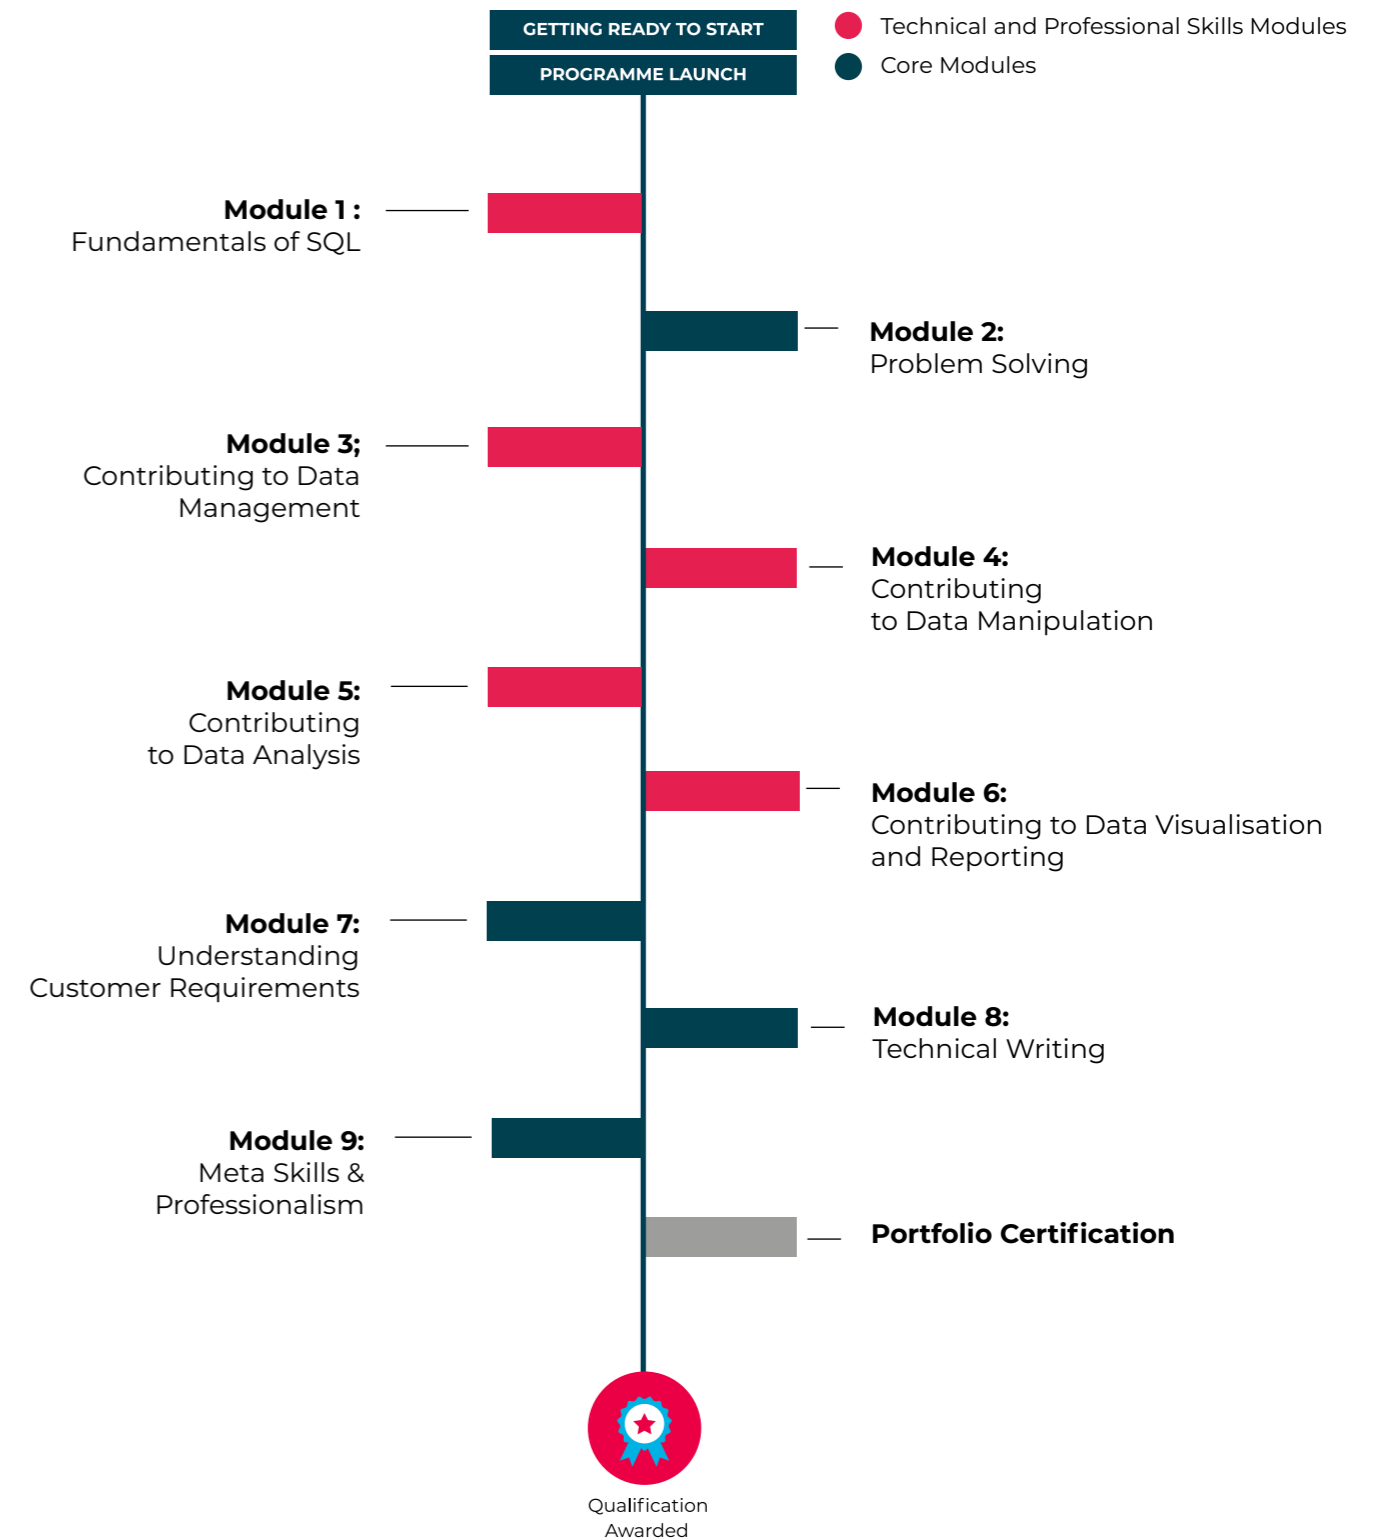 GETTING READY TO START
PROGRAMME LAUNCH
Technical and Professional Skills Modules
Core Modules
Module 1 :
Fundamentals of SQL
Module 2:
Problem Solving
Module 3;
Contributing to Data
Management
Module 4:
Contributing
to Data Manipulation
Module 5:
Contributing
to Data Analysis
Module 6:
Contributing to Data Visualisation
and Reporting
Module 7:
Understanding
Customer Requirements
Module 8:
Technical Writing
Module 9:
Meta Skills &
Professionalism
Portfolio Certification
Qualification
Awarded